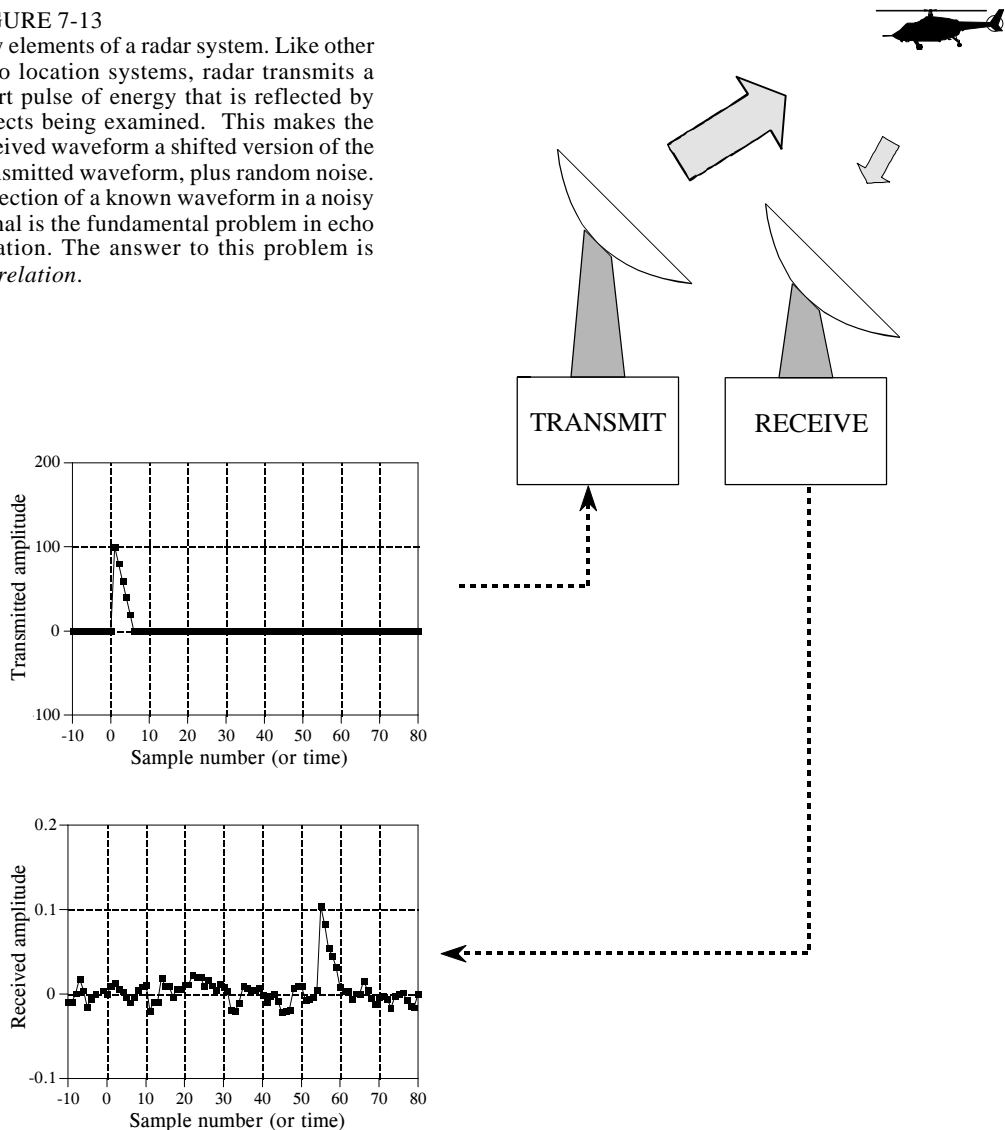 GURE 7-13
y elements of a radar system. Like other
o location systems, radar transmits a
rt pulse of energy that is reflected by
ects being examined. This makes the
eived waveform a shifted version of the
nsmitted waveform, plus random noise.
ection of a known waveform in a noisy
nal is the fundamental problem in echo
ation. The answer to this problem is
relation.
TRANSMIT
RECEIVE
200
100
0
100
-10 0 10 20 30 40 50 60 70 80
Sample number (or time)
Transmitted amplitude
0.2
0.1
0
-0.1
-10 0 10 20 30 40 50 60 70 80
Sample number (or time)
Received amplitude